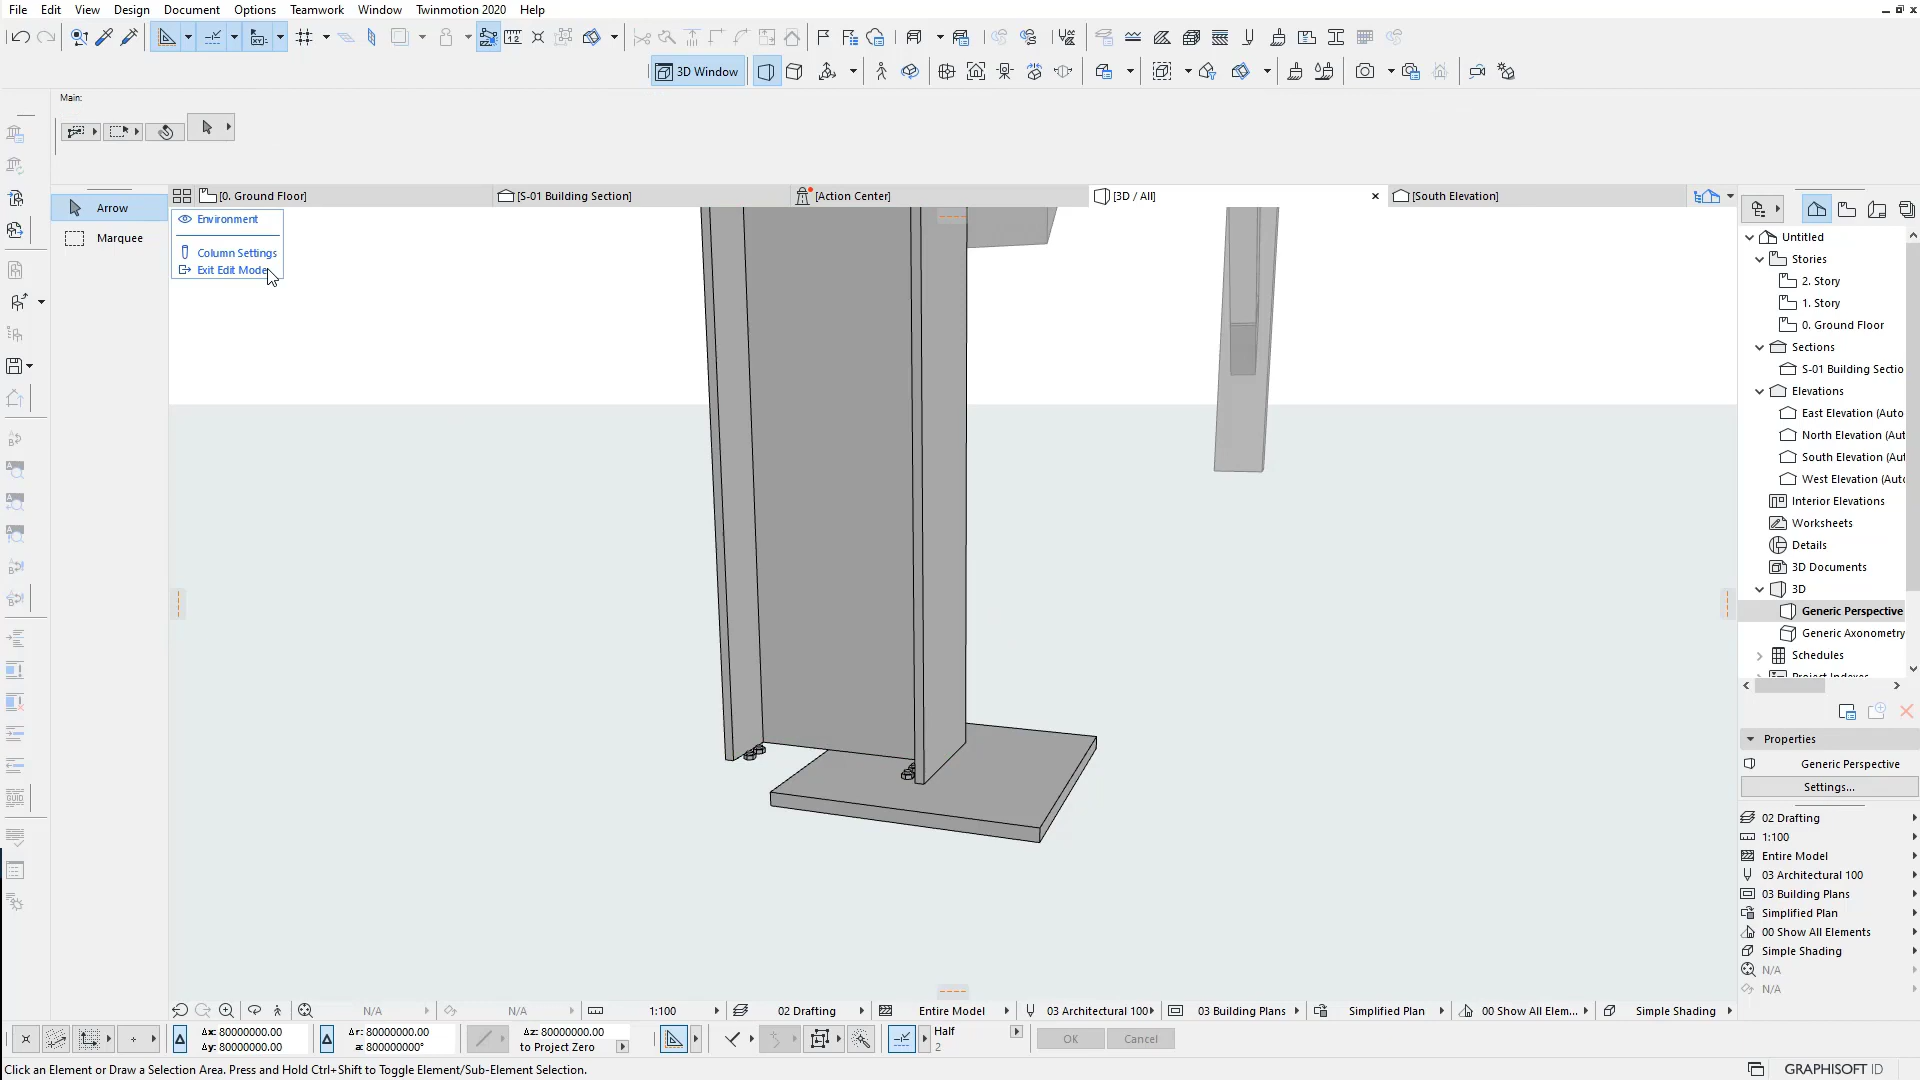 File Edit View Design Document Options Teamwork Window Twinmotion 2020 Help
3D Window
Main:
Arrow
Marquee
[0. Ground Floor]
[S-01 Building Section]
[Action Center]
[3D / All]
[South Elevation]
Environment
Column Settings
Exit Edit Mode
Untitled
Stories
2. Story
1. Story
0. Ground Floor
Sections
S-01 Building Sectio
Elevations
East Elevation (Auto
North Elevation (Aut
South Elevation (Aut
West Elevation (Auto
Interior Elevations
Worksheets
Details
3D Documents
3D
Generic Perspective
Generic Axonometry
Schedules
Project Indexes
Properties
Generic Perspective
Settings...
02 Drafting
1:100
Entire Model
03 Architectural 100
03 Building Plans
Simplified Plan
00 Show All Elements
Simple Shading
N/A
N/A
N/A N/A 1:100 02 Drafting Entire Model 03 Architectural 100 03 Building Plans Simplified Plan 00 Show All Elem... Simple Shading
Δx: 80000000.00
Δy: 80000000.00
Δr: 80000000.00
a: 800000000°
Δz: 80000000.00
to Project Zero
Half
2
OK
Cancel
Click an Element or Draw a Selection Area. Press and Hold Ctrl+Shift to Toggle Element/Sub-Element Selection.
GRAPHISOFT ID